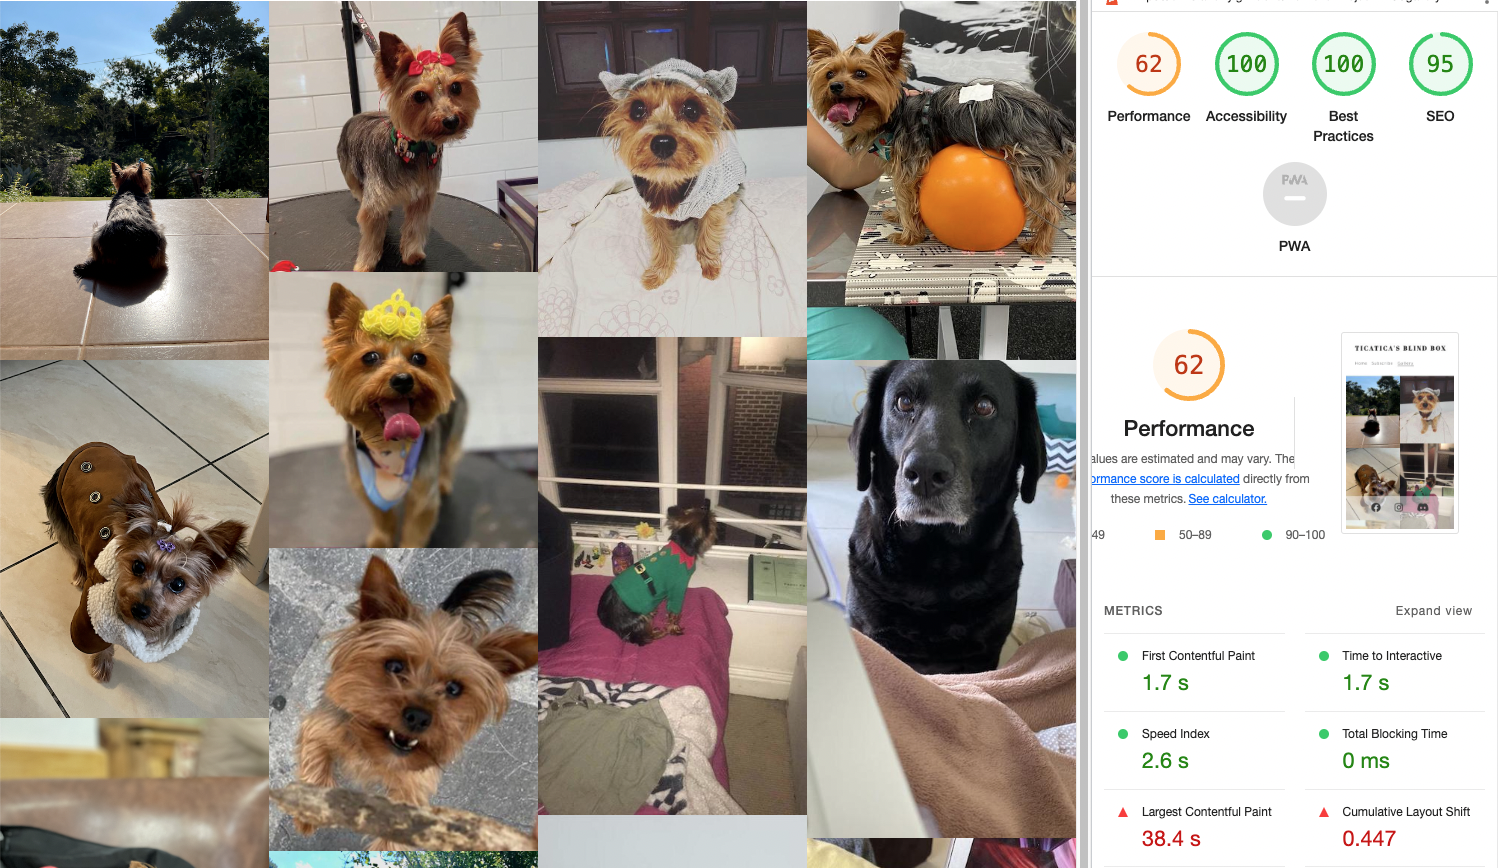 62
100
100
95
Performance
Accessibility
Best
Practices
SEO
PWA
PWA
62
TICATICA'S BLIND BOX
Home
Gallery
Performance
alues are estimated and may vary. The
ormance score is calculated directly from
these metrics. See calculator.
49
50–89
90–100
METRICS
Expand view
First Contentful Paint
1.7 s
Time to Interactive
1.7 s
Speed Index
2.6 s
Total Blocking Time
0 ms
Largest Contentful Paint
38.4 s
Cumulative Layout Shift
0.447